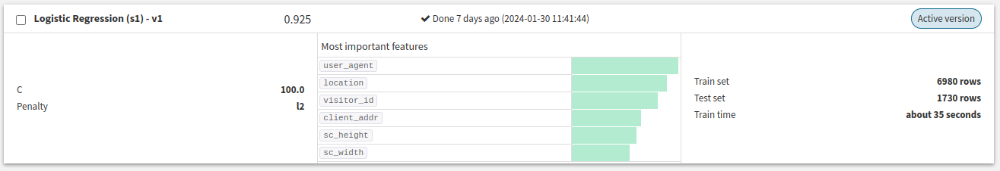 Logistic Regression (s1) - v1 0.925 Done 7 days ago (2024-01-30 11:41:44) Active version
C 100.0
Penalty l2
Most important features
user_agent
location
visitor_id
client_addr
sc_height
sc_width
Train set 6980 rows
Test set 1730 rows
Train time about 35 seconds